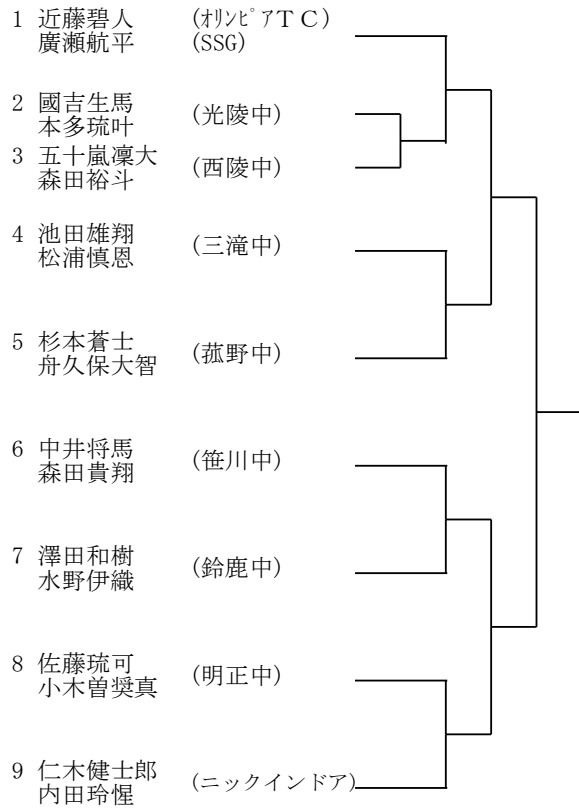 1 近藤碧人 (ｵﾘﾝﾋﾟｱＴＣ)
廣瀬航平 (SSG)
2 國吉生馬
本多琉叶 (光陵中)
3 五十嵐凜大
森田裕斗 (西陵中)
4 池田雄翔
松浦慎恩 (三滝中)
5 杉本蒼士
舟久保大智 (菰野中)
6 中井将馬
森田貴翔 (笹川中)
7 澤田和樹
水野伊織 (鈴鹿中)
8 佐藤琉可
小木曽奨真 (明正中)
9 仁木健士郎
内田玲惺 (ニックインドア)